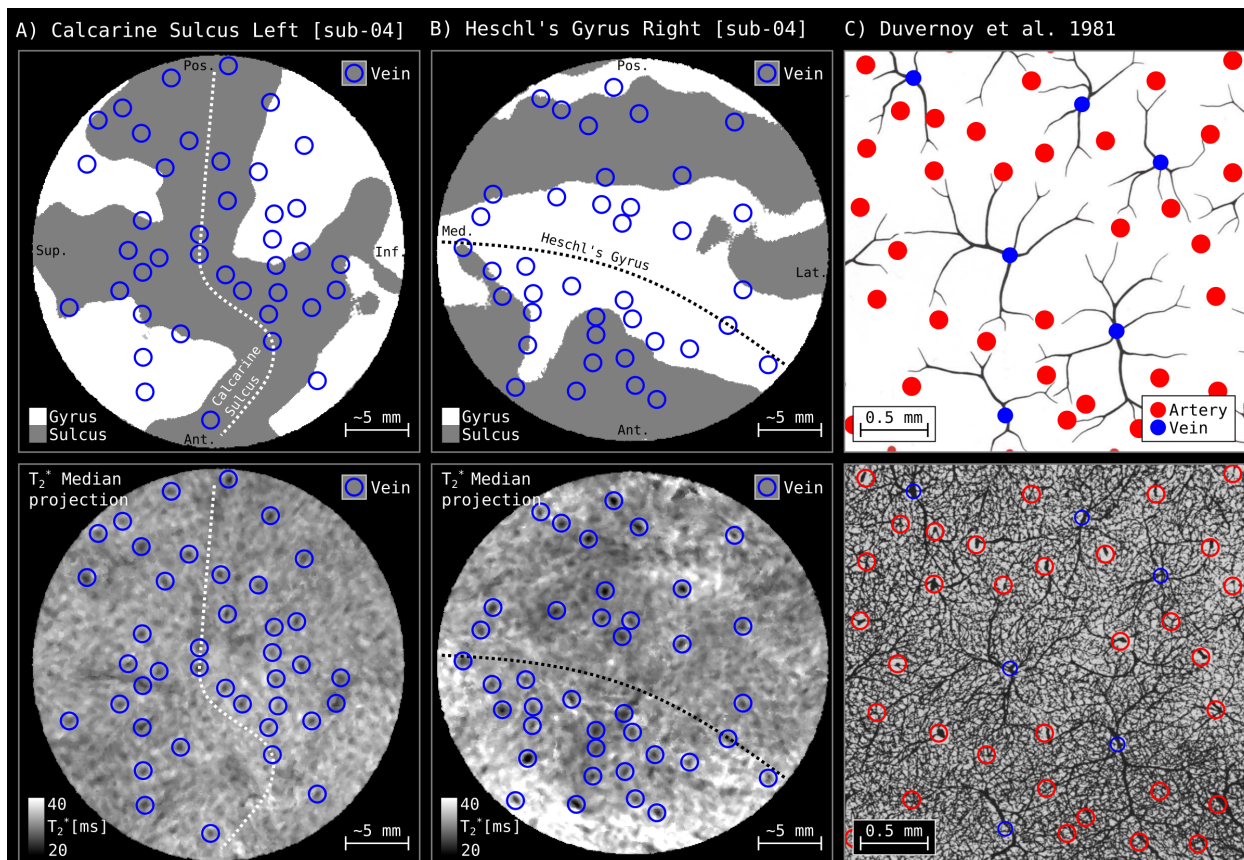 A) Calcarine Sulcus Left [sub-04]
Pos.
Vein
Sup.
Inf.
Calcarine
Sulcus
Gyrus
Sulcus
Ant.
~5 mm
B) Heschl's Gyrus Right [sub-04]
Pos.
Vein
Med.
Heschl's Gyrus
Lat.
Gyrus
Sulcus
Ant.
~5 mm
C) Duvernoy et al. 1981
0.5 mm
Artery
Vein
T2* Median
projection
Vein
40
T2*[ms]
20
~5 mm
T2* Median
projection
Vein
40
T2*[ms]
20
~5 mm
0.5 mm